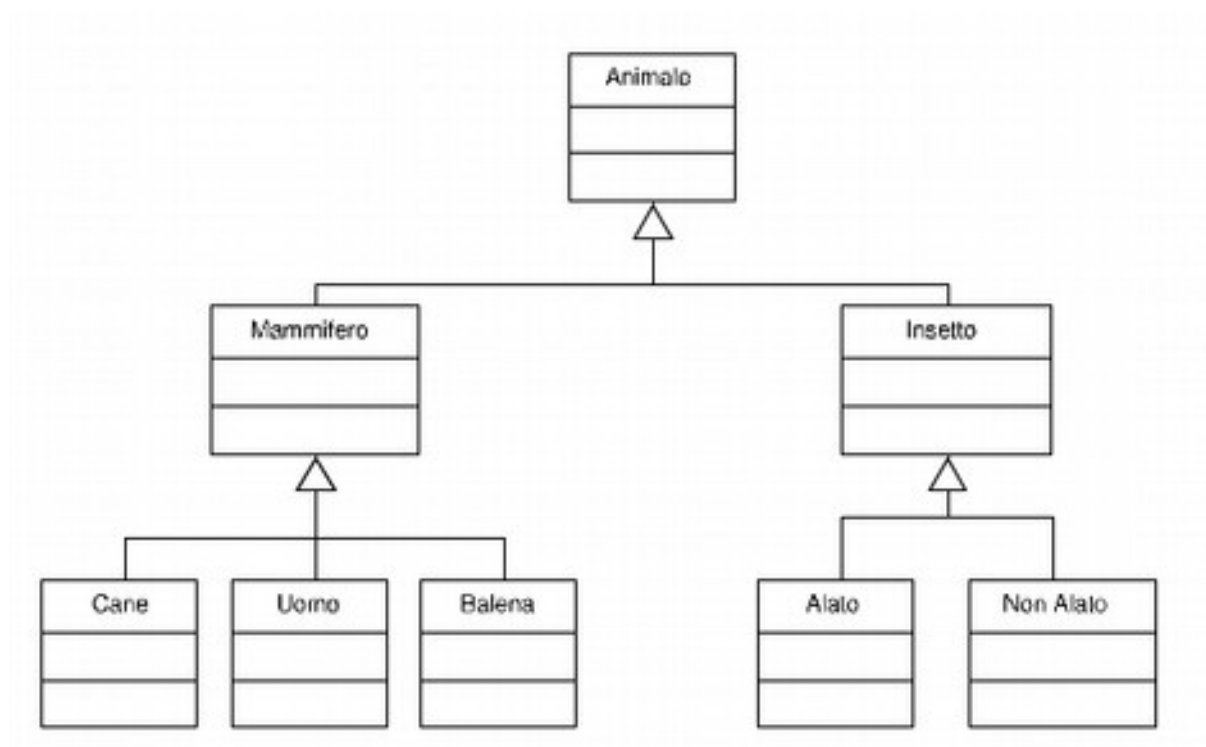 Animale
Mammifero
Insetto
Cane
Uomo
Balena
Alato
Non Alato